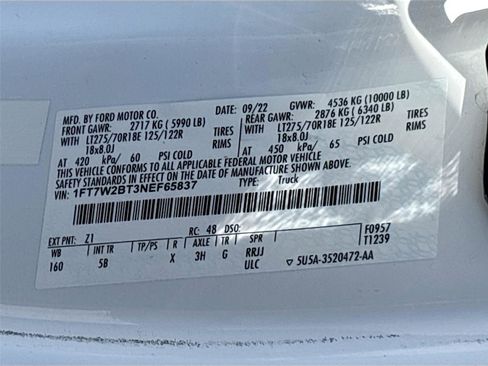 MFD. BY FORD MOTOR CO. 09/22 GVWR: 4536 KG (10000 LB)
FRONT GAWR: 2717 KG (5990 LB) REAR GAWR: 2876 KG (6340 LB)
LT275/70R18E 125/122R TIRES LT275/70R18E 125/122R TIRES
18x8.0J RIMS 18x8.0J RIMS
AT 420 kPa/ 60 PSI COLD AT 450 kPa/ 65 PSI COLD
THIS VEHICLE CONFORMS TO ALL APPLICABLE FEDERAL MOTOR VEHICLE
SAFETY STANDARDS IN EFFECT ON THE DATE OF MANUFACTURE SHOWN ABOVE.
VIN: 1FT7W2BT3NEF65837 TYPE: Truck
F0957
T1239
EXT PNT: Z1 RC: 48 DSO:
WB INT TR TP/PS R AXLE TR SPR
160 5B X 3H G RRJJ
ULC 5U5A-3520472-AA